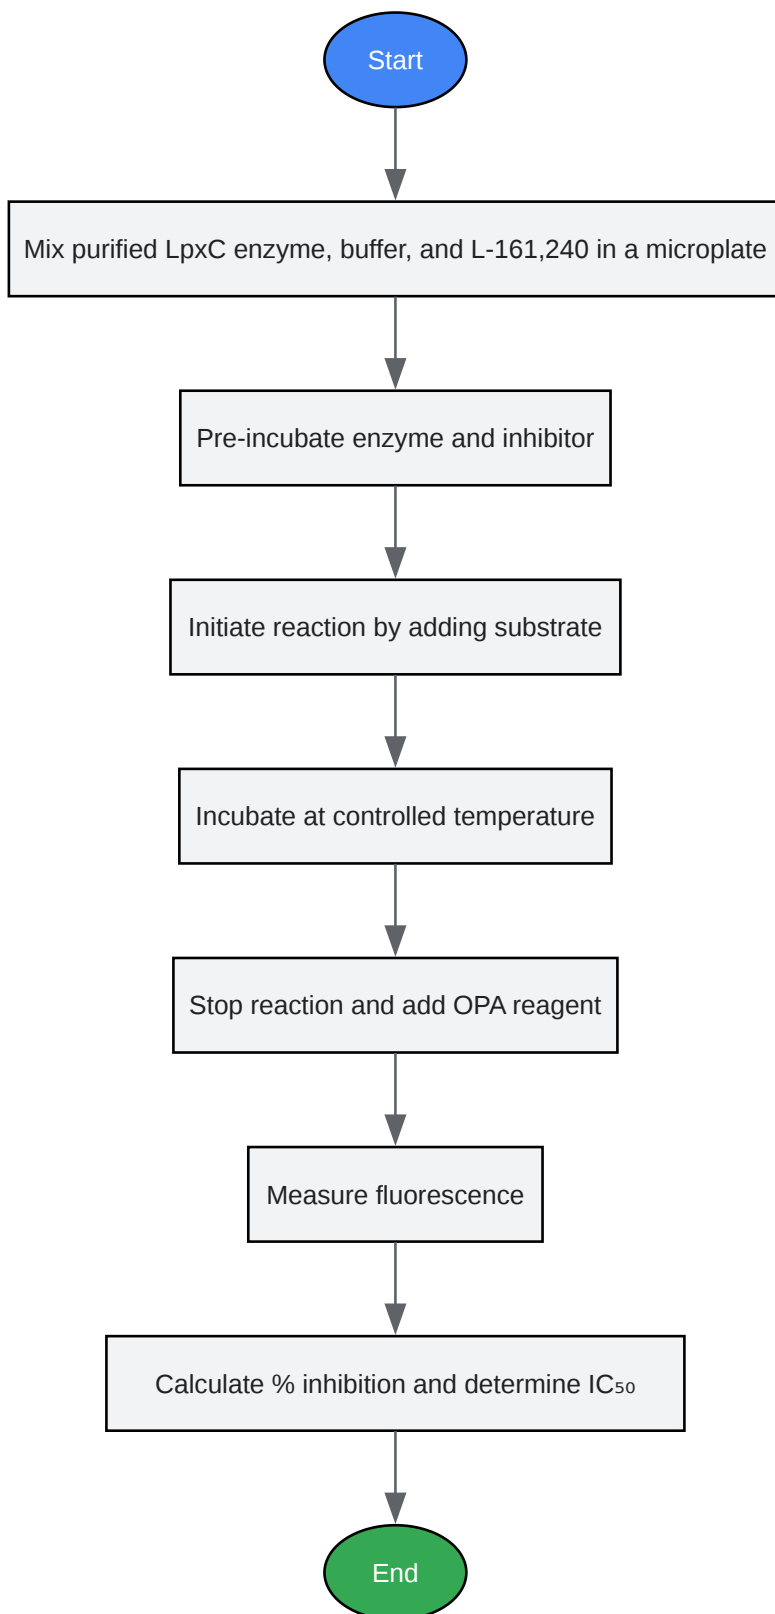 Start
Mix purified LpxC enzyme, buffer, and L-161,240 in a microplate
Pre-incubate enzyme and inhibitor
Initiate reaction by adding substrate
Incubate at controlled temperature
Stop reaction and add OPA reagent
Measure fluorescence
Calculate % inhibition and determine IC₅₀
End